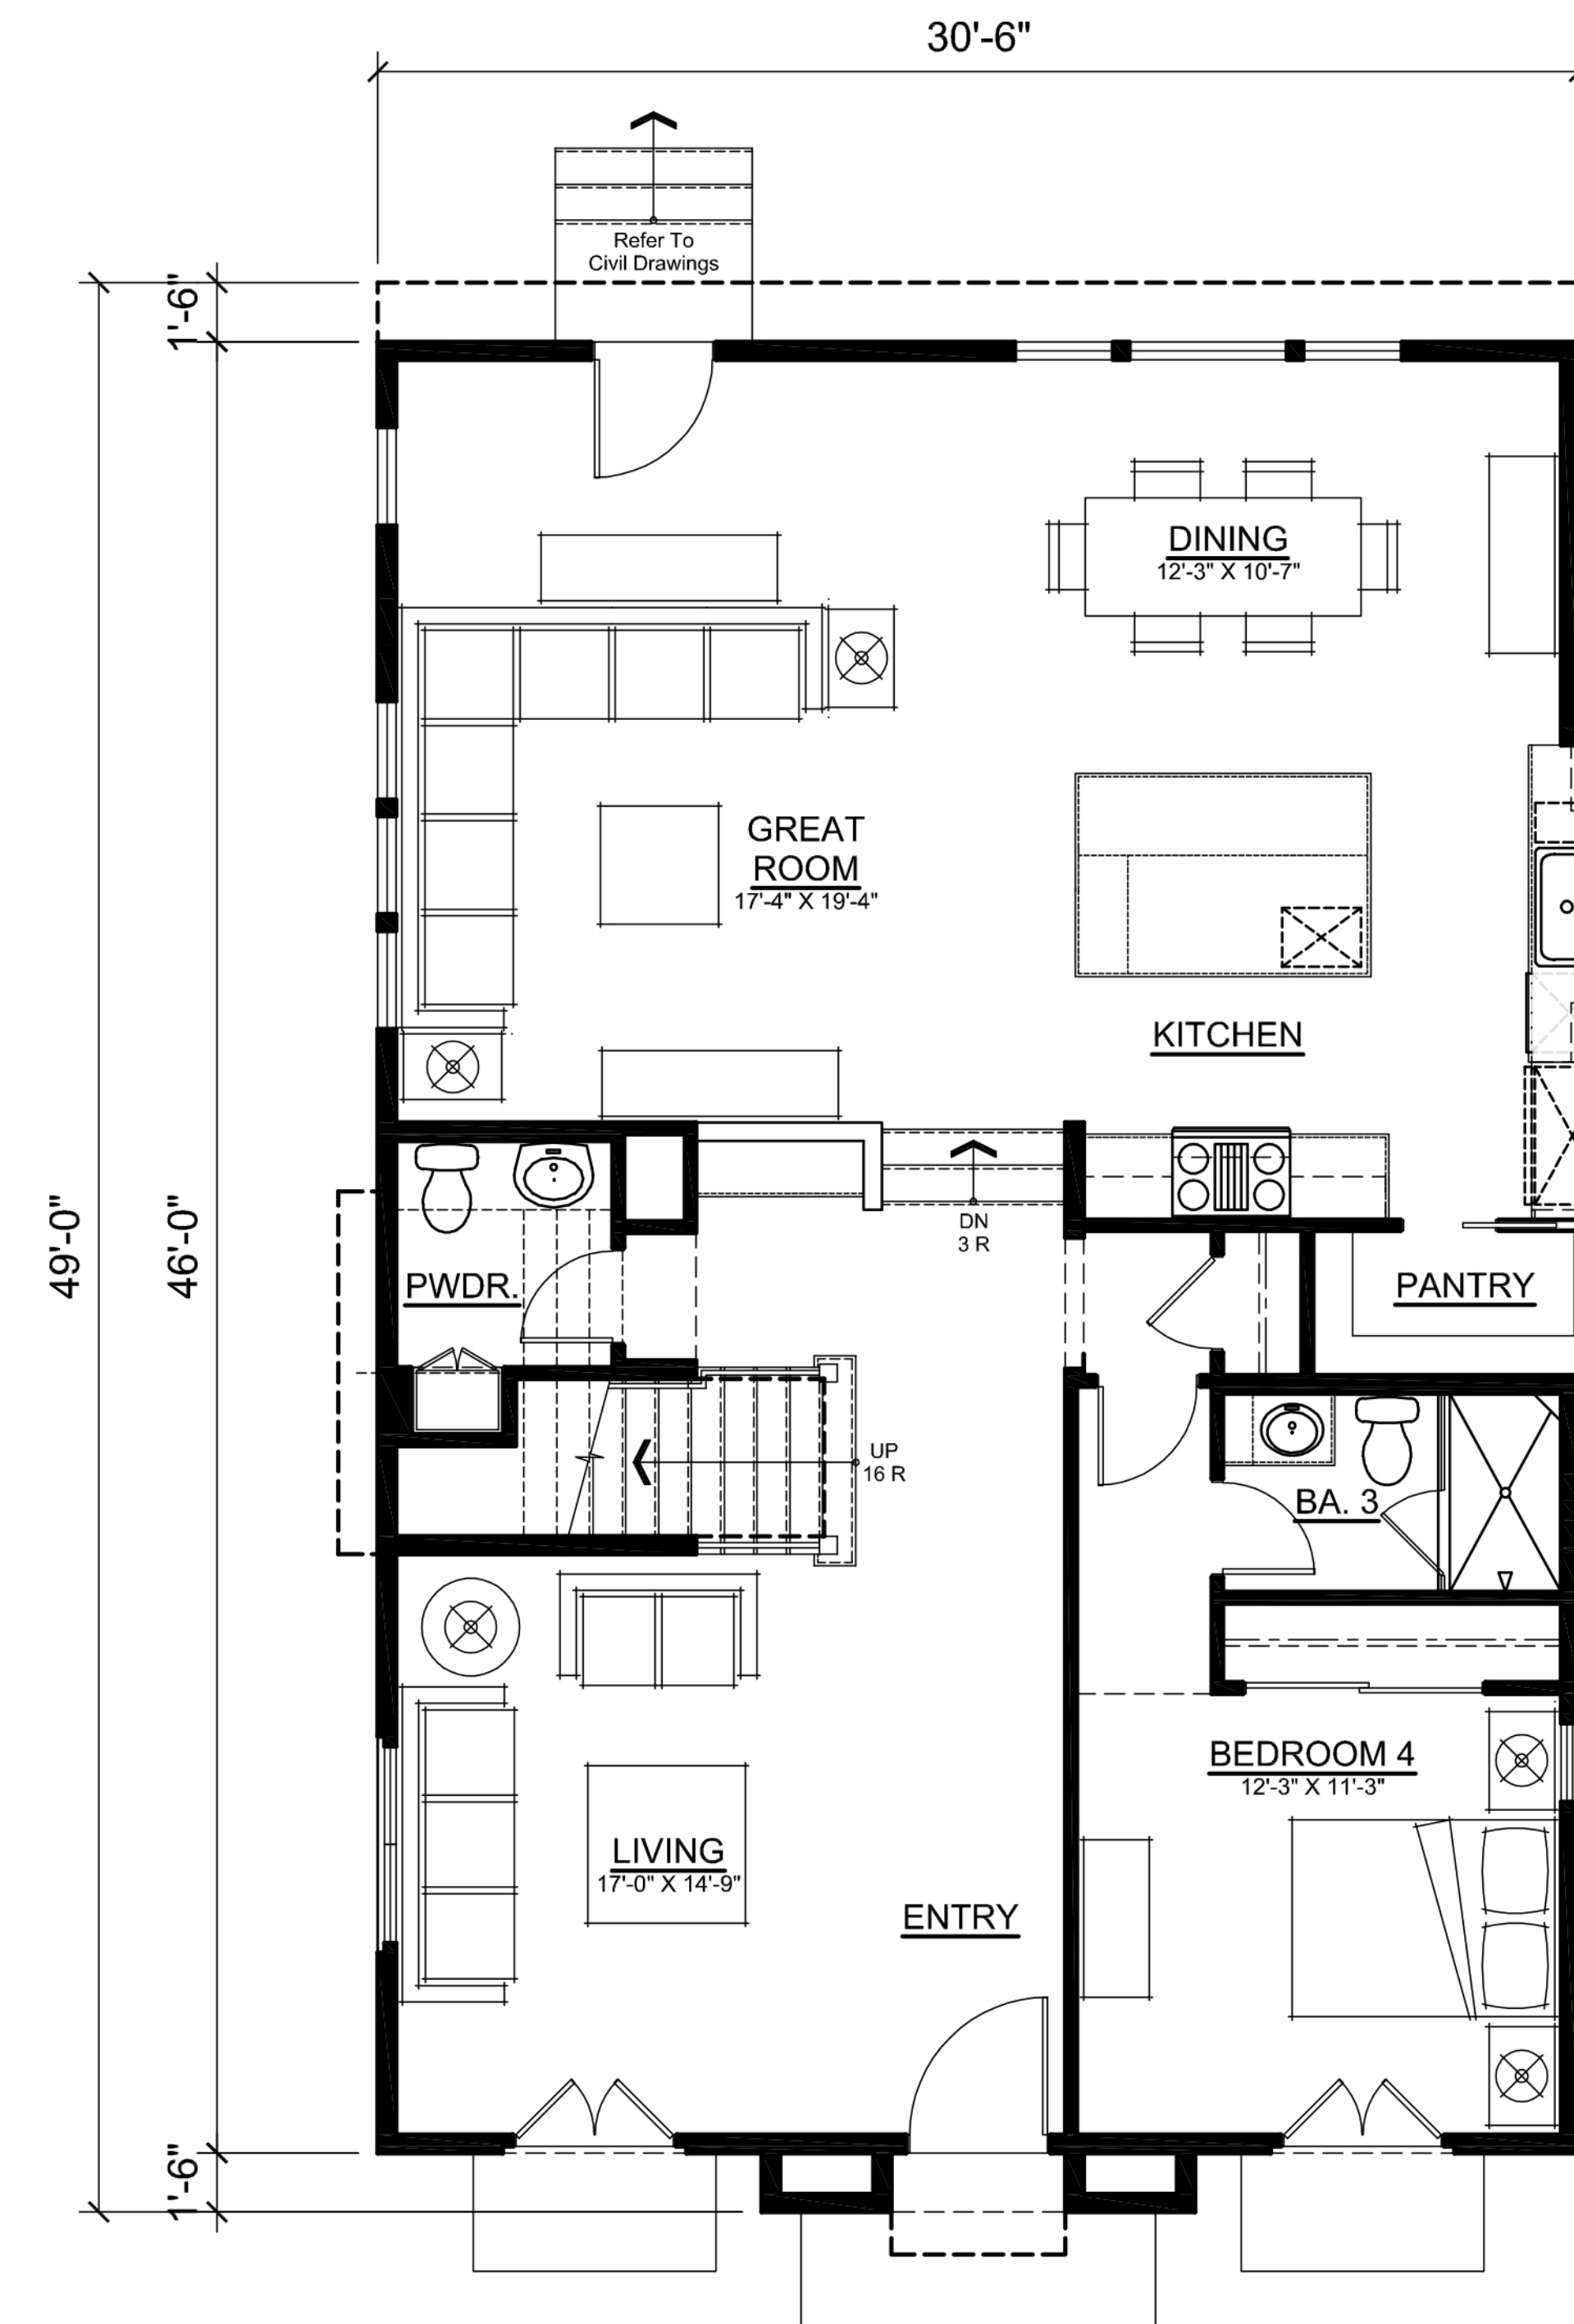 30'-6"
Refer To
Civil Drawings
1'-6"
DINING
12'-3" X 10'-7"
GREAT
ROOM
17'-4" X 19'-4"
KITCHEN
49'-0"
46'-0"
DN
3 R
PWDR.
PANTRY
UP
16 R
BA. 3
BEDROOM 4
12'-3" X 11'-3"
LIVING
17'-0" X 14'-9"
ENTRY
1'-6"